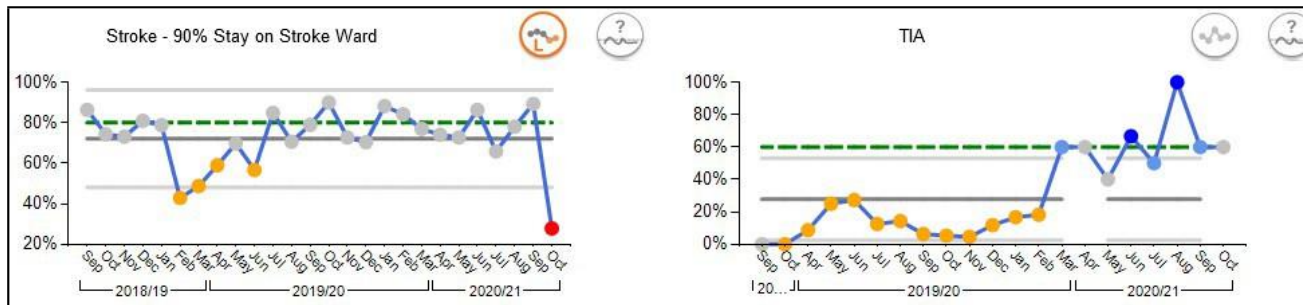 Stroke - 90% Stay on Stroke Ward
L
?
100%
80%
60%
40%
20%
Sep Oct Nov Dec Jan Feb Mar Apr May Jun Jul Aug Sep Oct Nov Dec Jan Feb Mar Apr May Jun Jul Aug Sep Oct
2018/19 2019/20 2020/21
TIA
?
100%
80%
60%
40%
20%
0%
Sep Oct Apr May Jun Jul Aug Sep Oct Nov Dec Jan Feb Mar Apr May Jun Jul Aug Sep Oct
20... 2019/20 2020/21